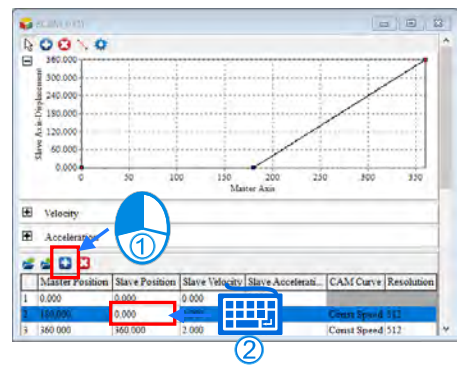 360.000
300.000
240.000
180.000
120.000
60.000
0.000
Slave Axis-Displacement
0 50 100 150 200 250 300 350
Master Axis
Velocity
Acceleration
①
Master Position Slave Position Slave Velocity Slave Accelerati... CAM Curve Resolution
1 0.000 0.000 0.000
2 180.000 0.000 Const Speed 512
3 360.000 360.000 2.000 Const Speed 512
②